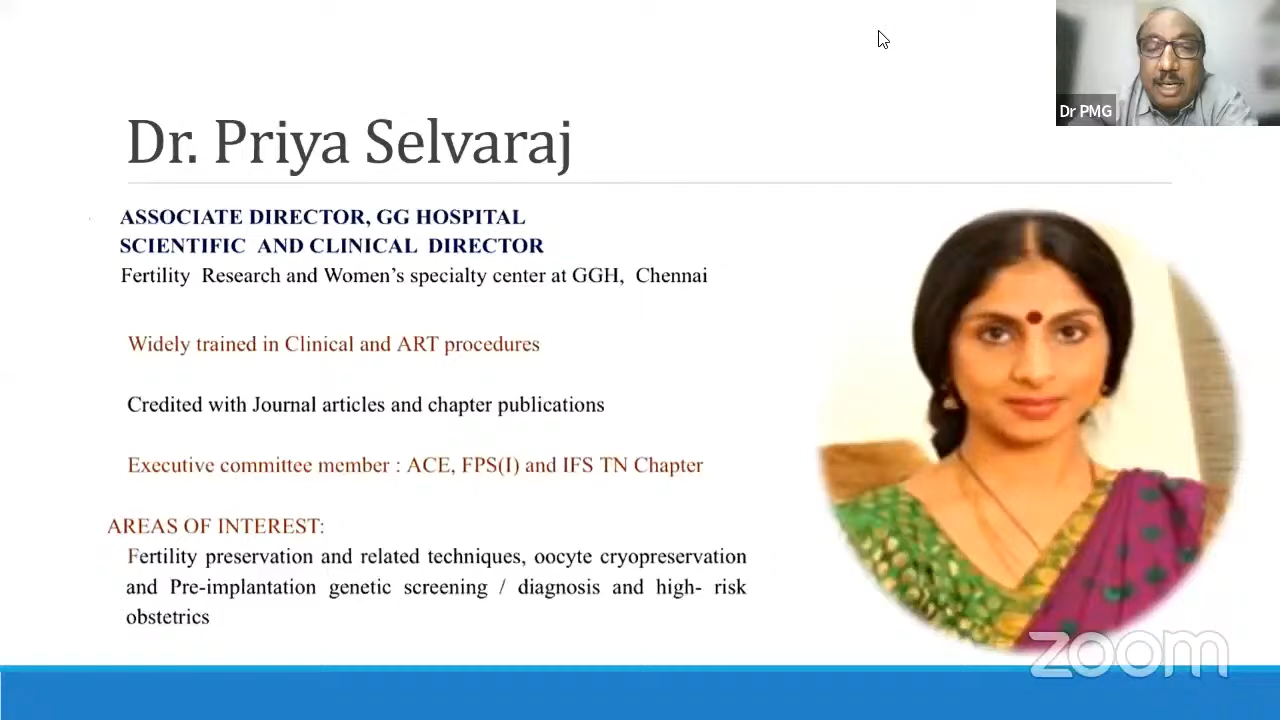 Dr PMG
Dr. Priya Selvaraj
ASSOCIATE DIRECTOR, GG HOSPITAL
SCIENTIFIC AND CLINICAL DIRECTOR
Fertility Research and Women’s specialty center at GGH, Chennai
Widely trained in Clinical and ART procedures
Credited with Journal articles and chapter publications
Executive committee member : ACE, FPS(I) and IFS TN Chapter
AREAS OF INTEREST:
Fertility preservation and related techniques, oocyte cryopreservation
and Pre-implantation genetic screening / diagnosis and high- risk
obstetrics
zoom